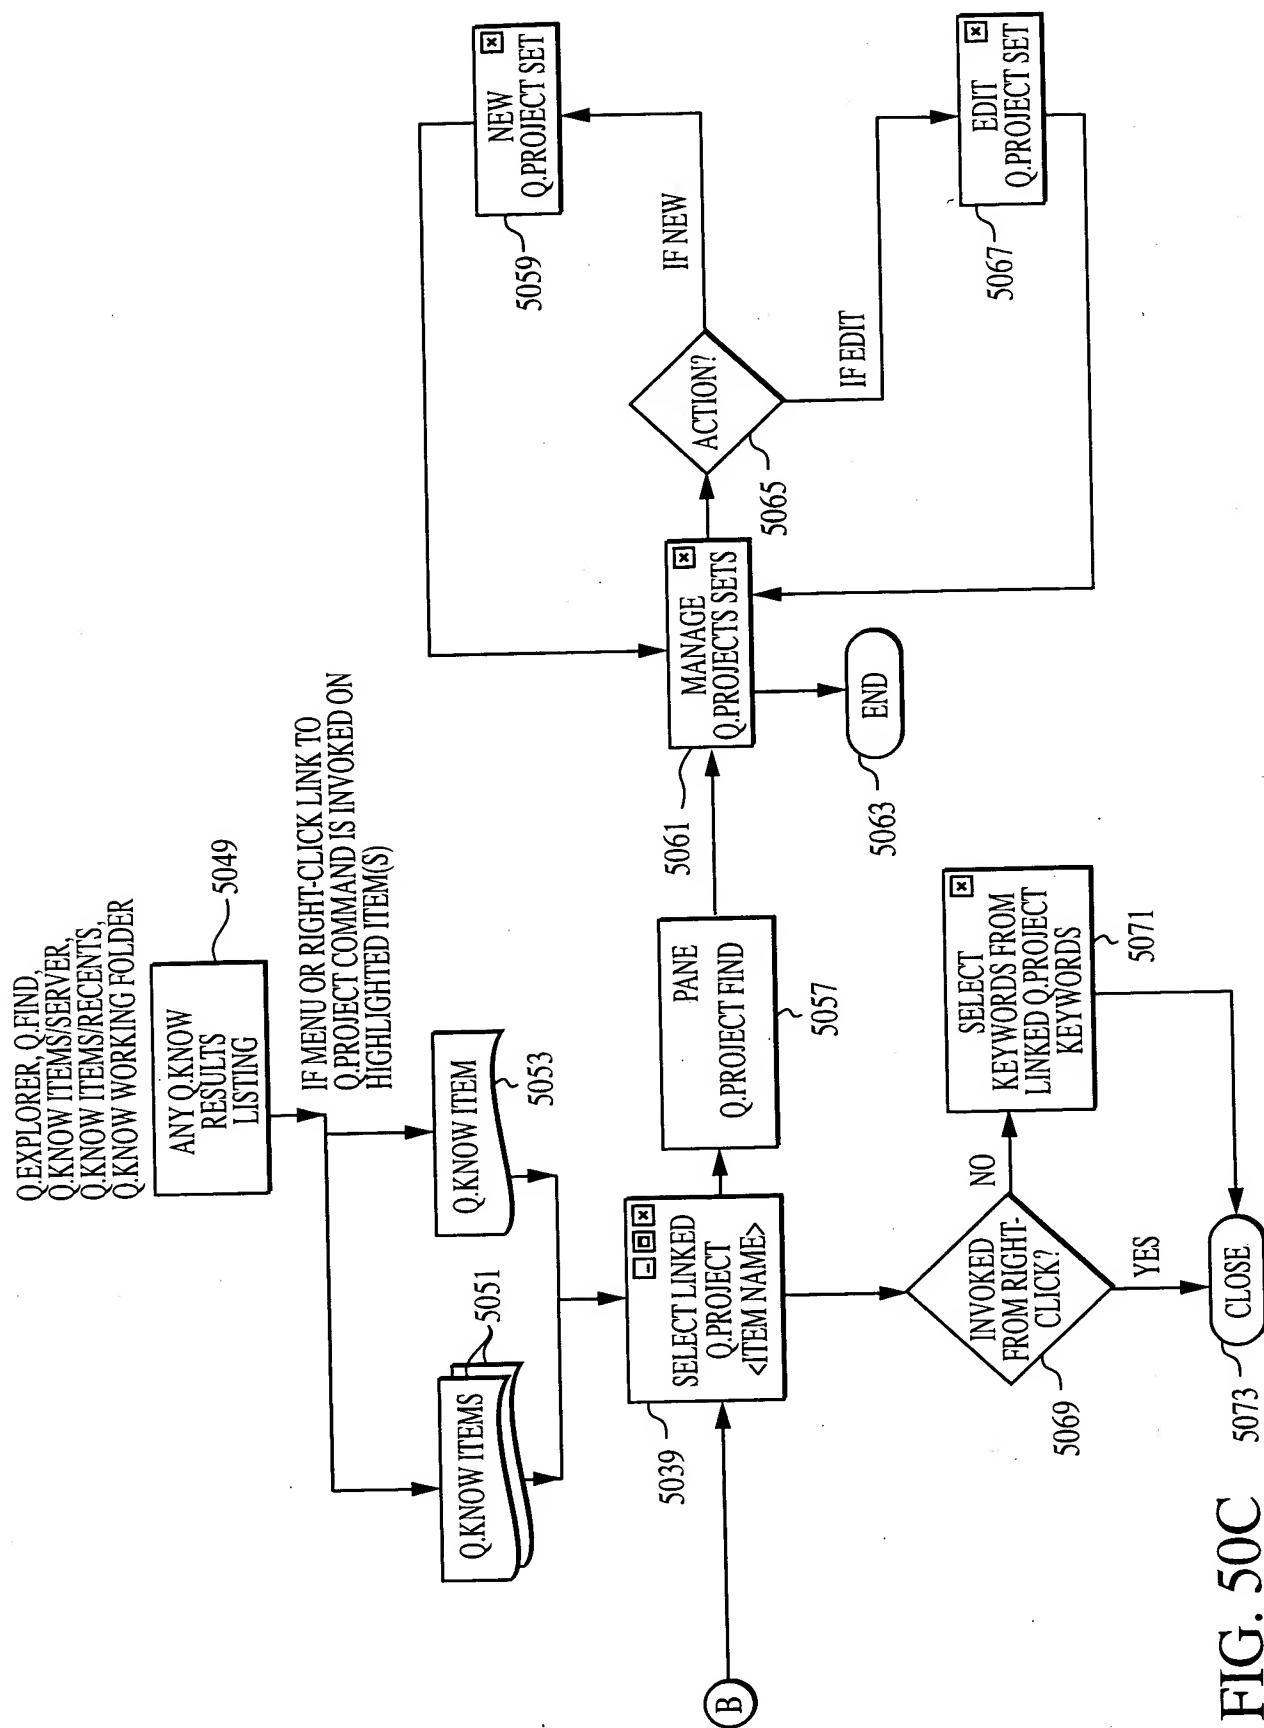 Q.EXPLORER, Q.FIND,
Q.KNOW ITEMS/SERVER,
Q.KNOW ITEMS/RECENTS,
Q.KNOW WORKING FOLDER
ANY Q.KNOW
RESULTS
LISTING
5049
IF MENU OR RIGHT-CLICK LINK TO
Q.PROJECT COMMAND IS INVOKED ON
HIGHLIGHTED ITEM(S)
Q.KNOW ITEMS
5051
Q.KNOW ITEM
5053
B
SELECT LINKED
Q.PROJECT
<ITEM NAME>
5039
PANE
Q.PROJECT FIND
5057
MANAGE
Q.PROJECTS SETS
5061
END
5063
ACTION?
5065
IF NEW
NEW
Q.PROJECT SET
5059
IF EDIT
EDIT
Q.PROJECT SET
5067
INVOKED
FROM RIGHT-
CLICK?
5069
NO
SELECT
KEYWORDS FROM
LINKED Q.PROJECT
KEYWORDS
5071
YES
CLOSE
5073
FIG. 50C